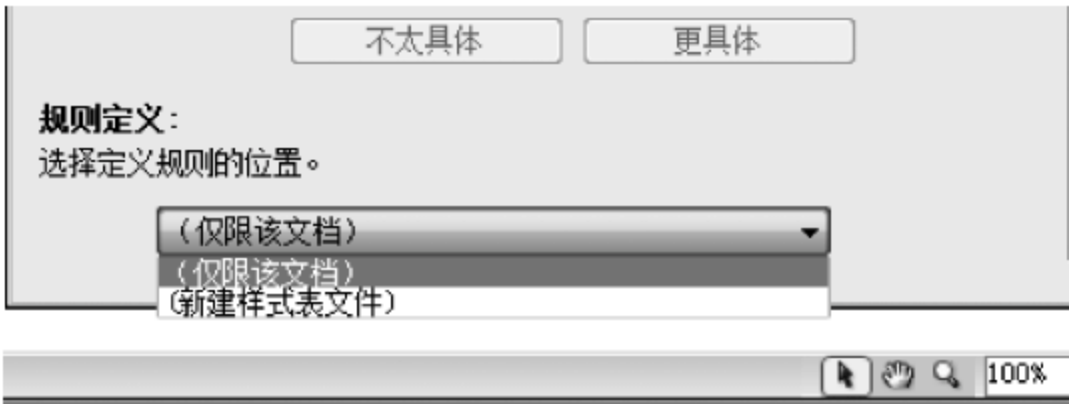 不太具体 更具体
规则定义:
选择定义规则的位置。
（仅限该文档）
（仅限该文档）
(新建样式表文件)
100%